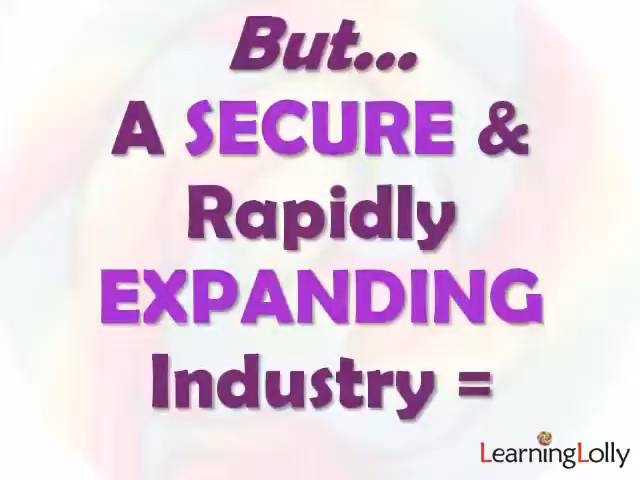 But...
A SECURE &
Rapidly
EXPANDING
Industry =
LearningLolly